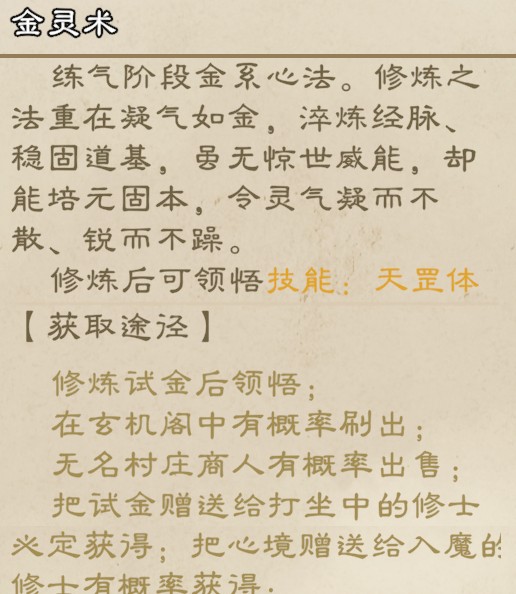 金灵术
练气阶段金系心法。修炼之
法重在凝气如金，淬炼经脉、
稳固道基，虽无惊世威能，却
能培元固本，令灵气凝而不
散、锐而不躁。
修炼后可领悟技能：天罡体
【获取途径】
修炼试金后领悟；
在玄机阁中有概率刷出；
无名村庄商人有概率出售；
把试金赠送给打坐中的修士
必定获得；把心境赠送给入魔的
修士有概率获得；